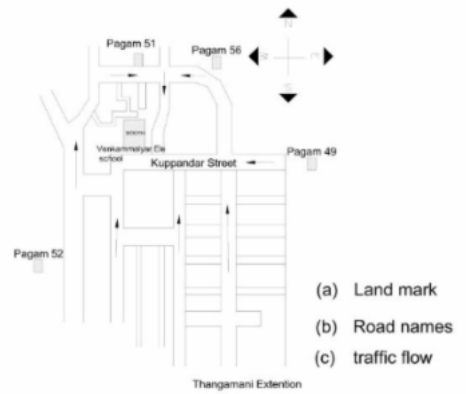 Pagam 51
Pagam 56
Venkammalyar Ele
school
Kuppandar Street
Pagam 49
Pagam 52
(a) Land mark
(b) Road names
(c) traffic flow
Thangamani Extention